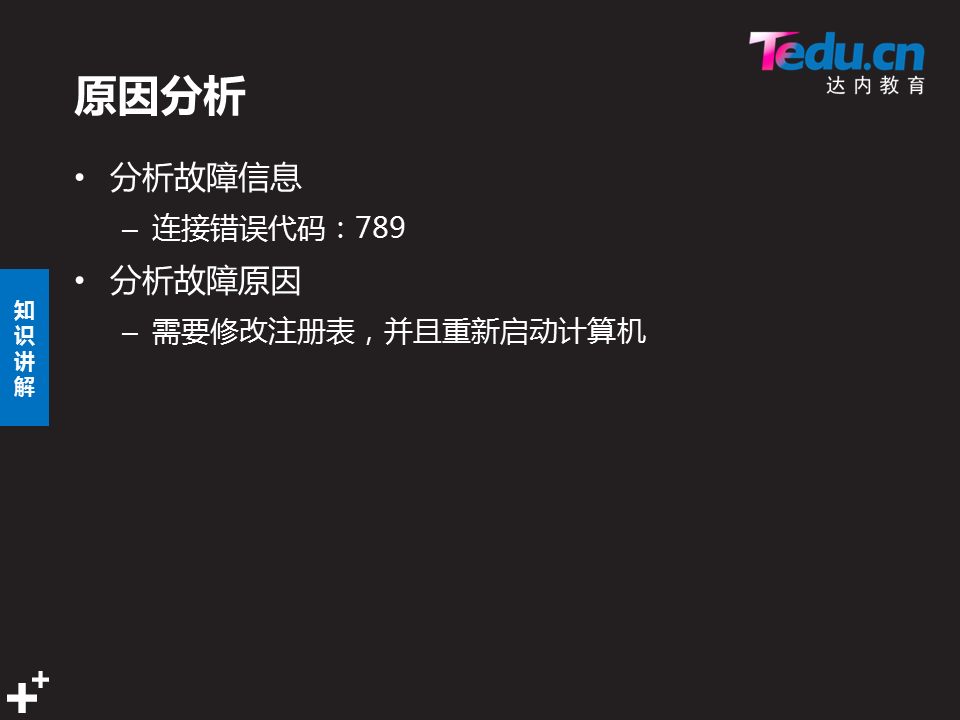 Tedu.cn
达内教育
原因分析
• 分析故障信息
– 连接错误代码：789
• 分析故障原因
– 需要修改注册表，并且重新启动计算机
知识讲解